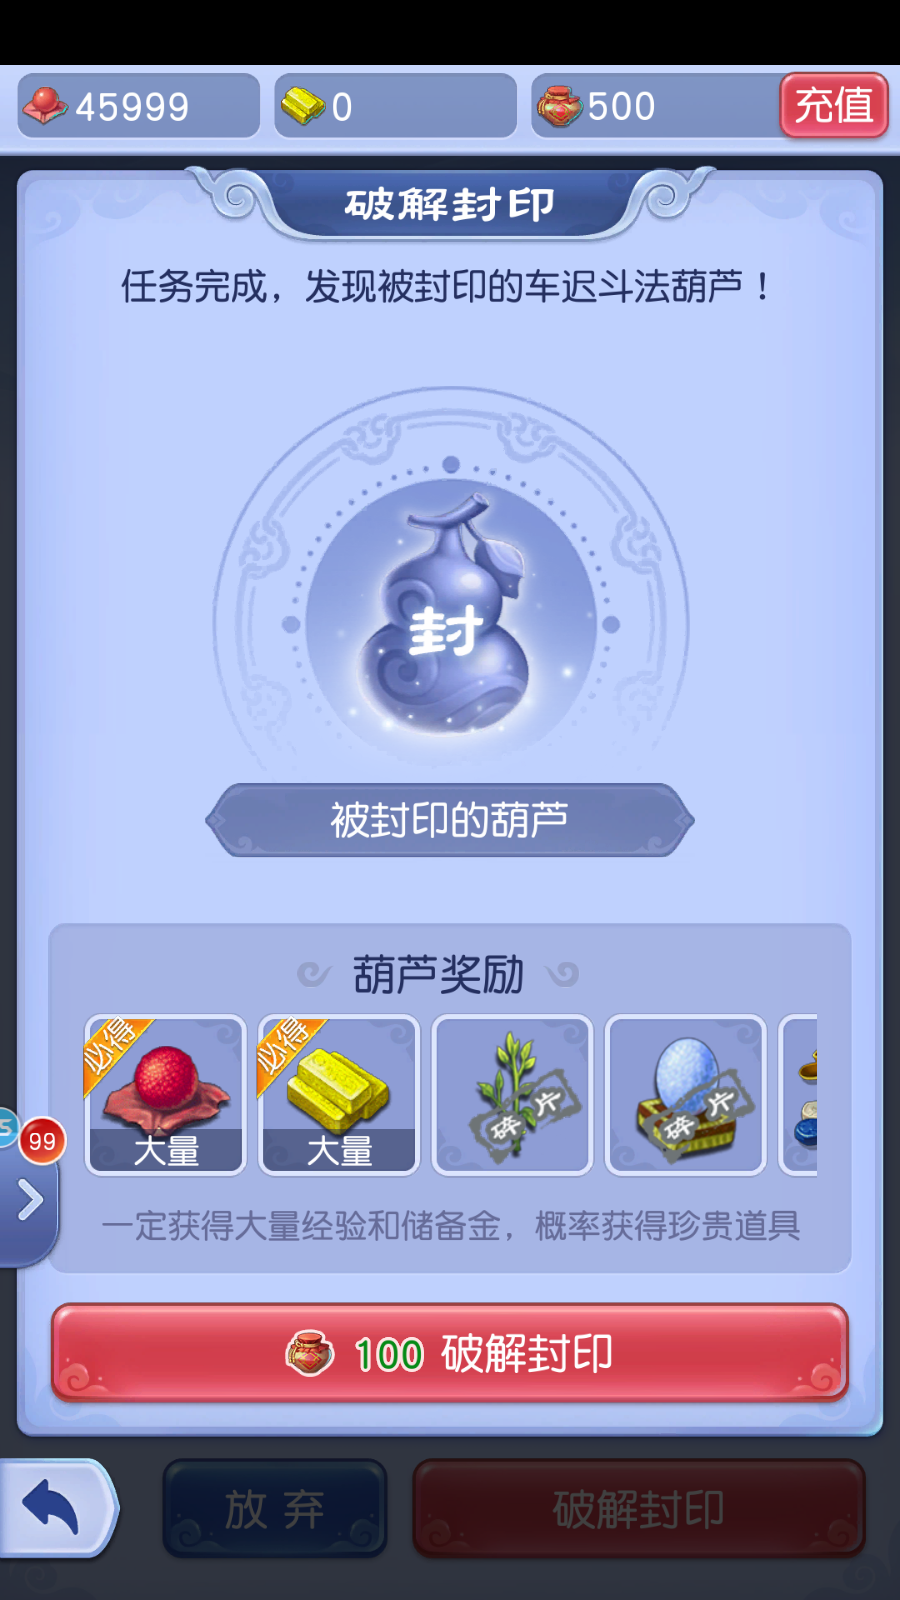 45999
0
500
充值
破解封印
任务完成，发现被封印的车迟斗法葫芦！
封
被封印的葫芦
葫芦奖励
必得
必得
碎片
碎片
大量
大量
5
99
一定获得大量经验和储备金，概率获得珍贵道具
100 破解封印
放弃
破解封印